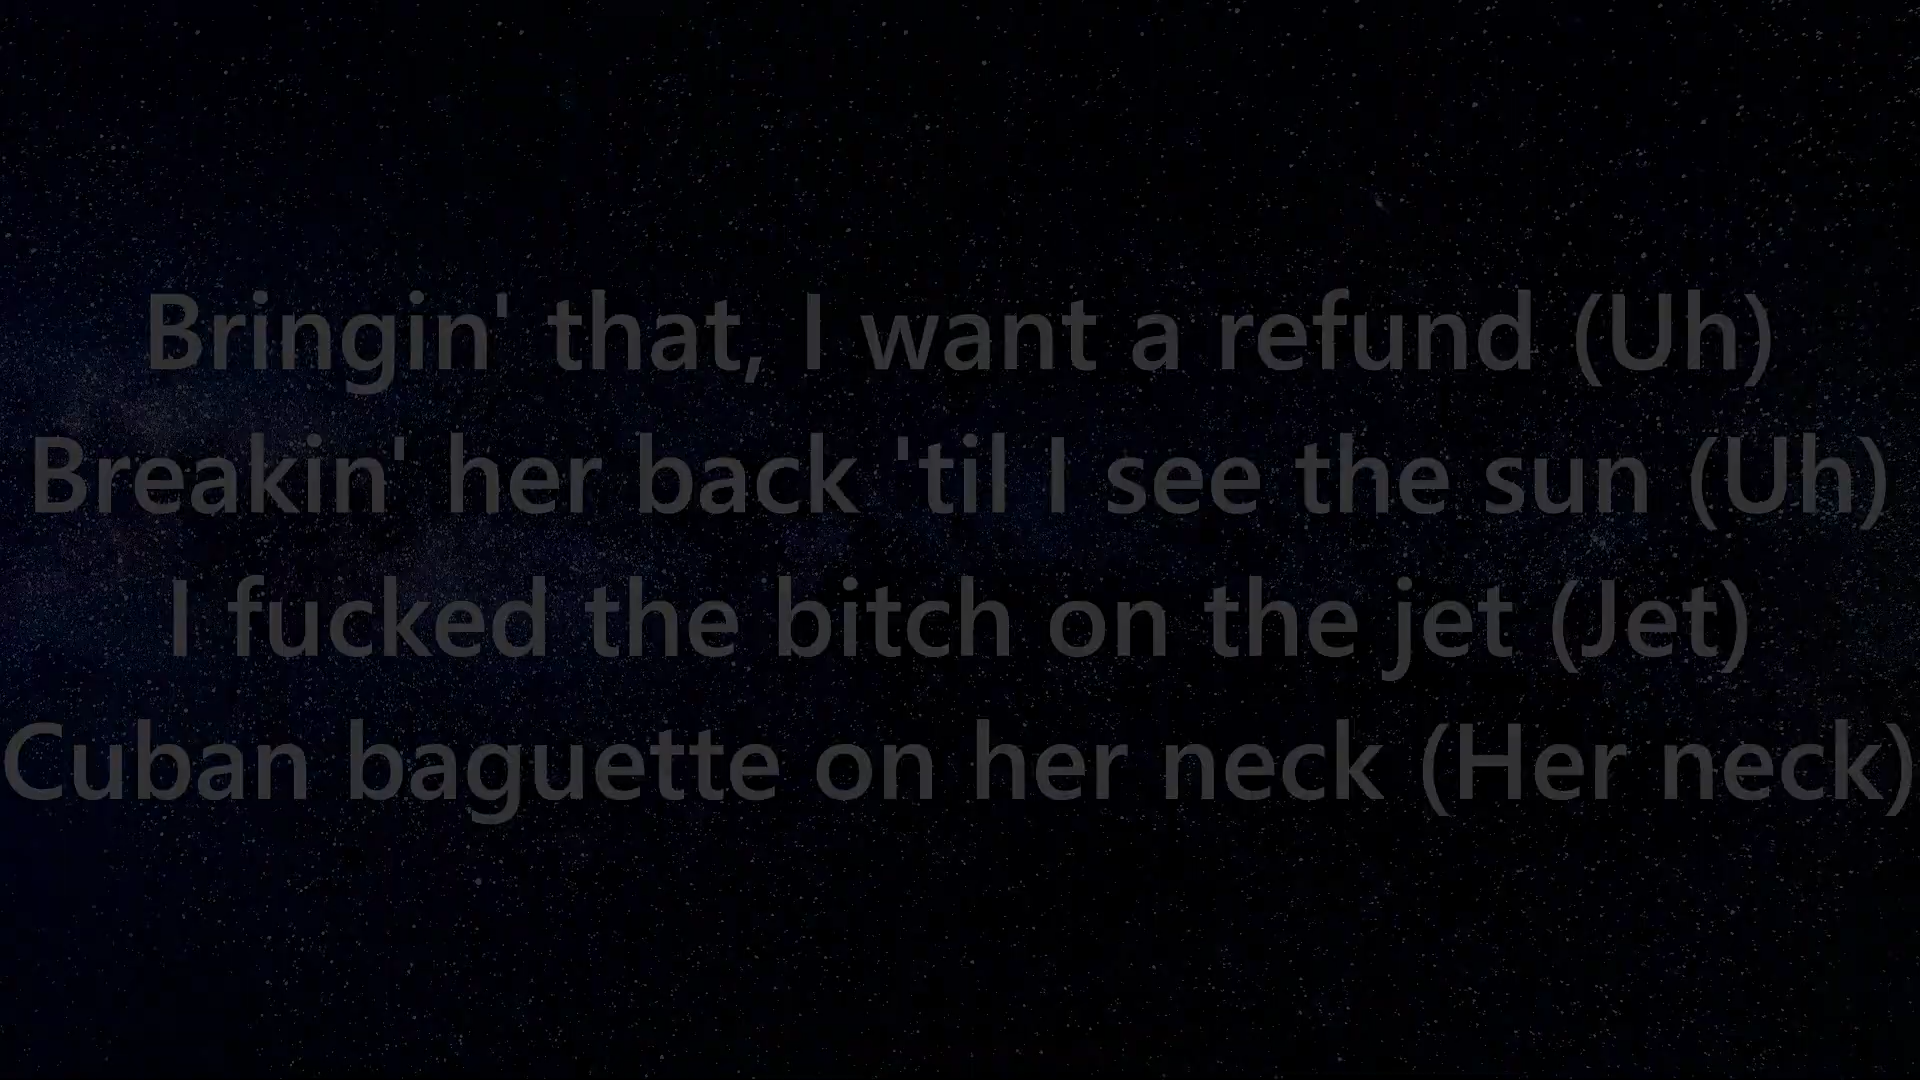 Bringin' that, I want a refund (Uh)
Breakin' her back 'til I see the sun (Uh)
I fucked the bitch on the jet (Jet)
Cuban baguette on her neck (Her neck)